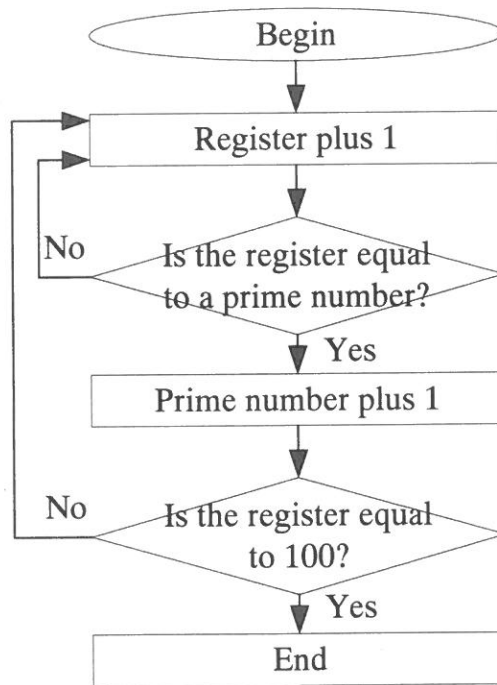 Begin
Register plus 1
No
Is the register equal
to a prime number?
Yes
Prime number plus 1
No
Is the register equal
to 100?
Yes
End